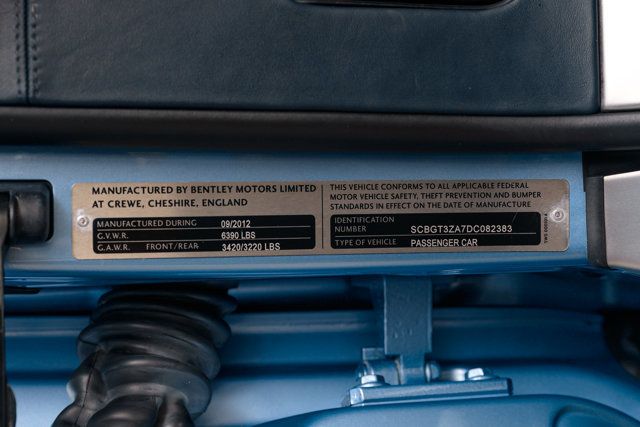 MANUFACTURED BY BENTLEY MOTORS LIMITED
AT CREWE, CHESHIRE, ENGLAND
MANUFACTURED DURING 09/2012
G.V.W.R. 6390 LBS
G.A.W.R. FRONT/REAR 3420/3220 LBS
THIS VEHICLE CONFORMS TO ALL APPLICABLE FEDERAL
MOTOR VEHICLE SAFETY, THEFT PREVENTION AND BUMPER
STANDARDS IN EFFECT ON THE DATE OF MANUFACTURE
IDENTIFICATION
NUMBER SCBGT3ZA7DC082383
TYPE OF VEHICLE PASSENGER CAR